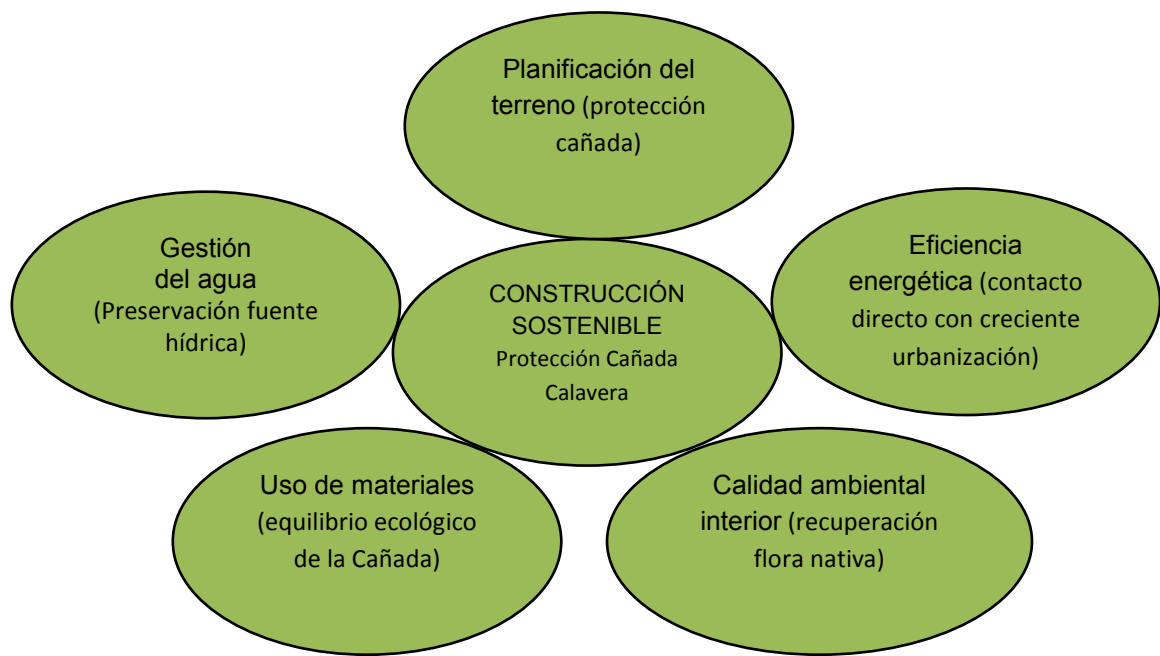 Planificación del
terreno (protección
cañada)
Gestión
del agua
(Preservación fuente
hídrica)
CONSTRUCCIÓN
SOSTENIBLE
Protección Cañada
Calavera
Eficiencia
energética (contacto
directo con creciente
urbanización)
Uso de materiales
(equilibrio ecológico
de la Cañada)
Calidad ambiental
interior (recuperación
flora nativa)